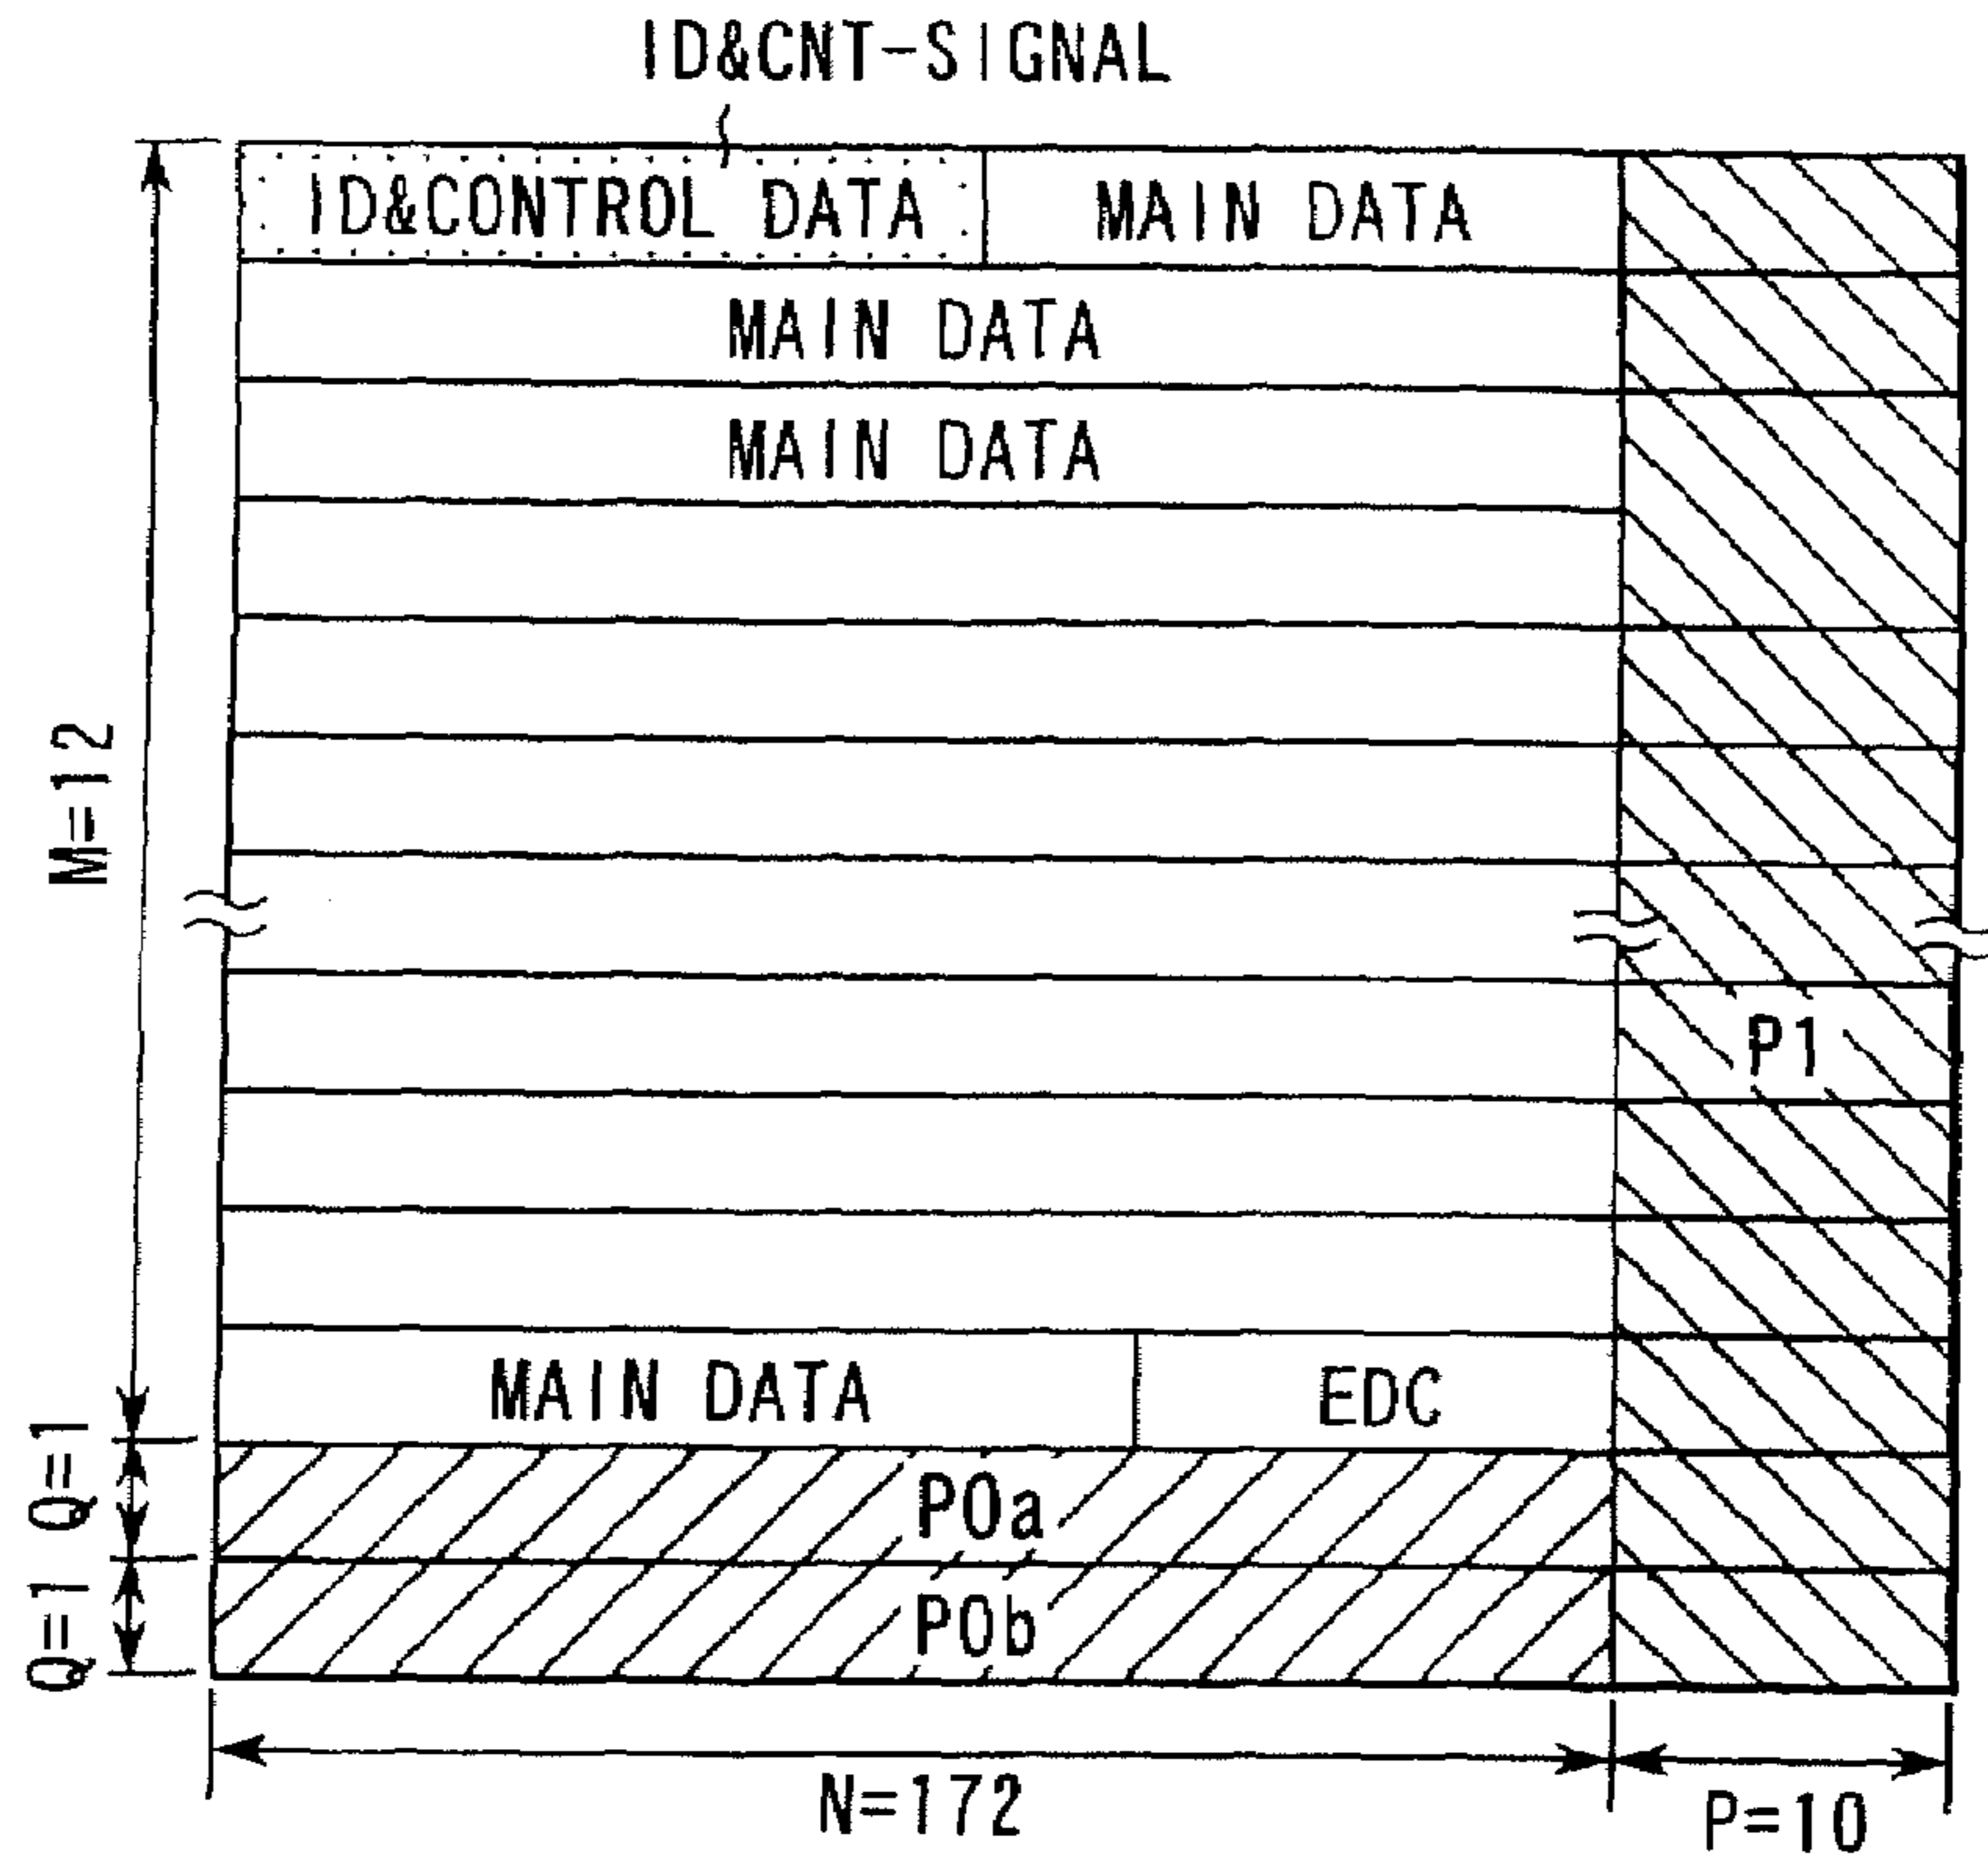 ID&CNT-SIGNAL
ID&CONTROL DATA MAIN DATA
MAIN DATA
MAIN DATA
M=12
P1
MAIN DATA EDC
Q=1
P0a
Q=1
P0b
N=172
P=10